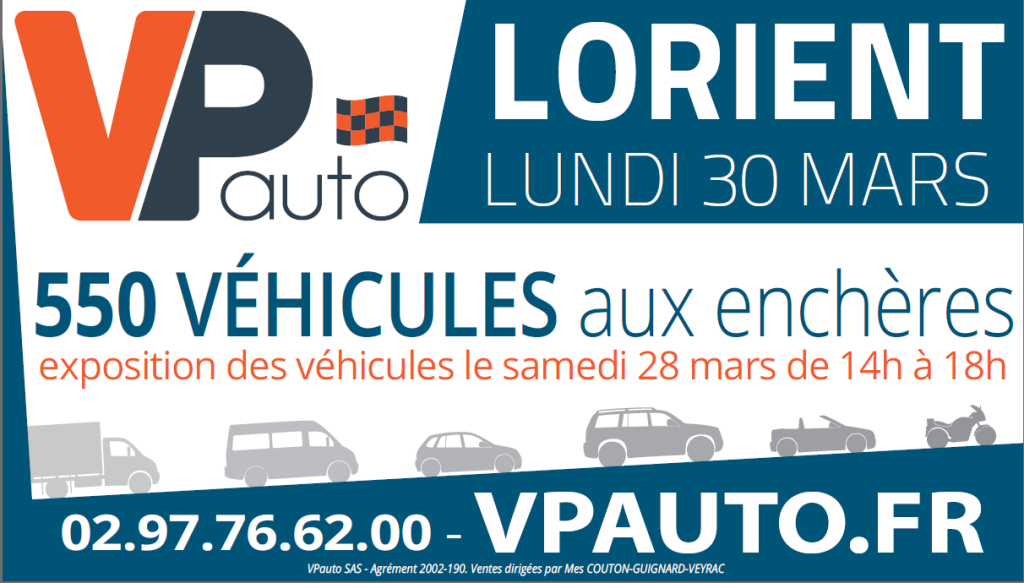 VP auto
LORIENT
LUNDI 30 MARS
550 VÉHICULES aux enchères
exposition des véhicules le samedi 28 mars de 14h à 18h
02.97.76.62.00 - VPAUTO.FR
VPauto SAS - Agrément 2002-190. Ventes dirigées par Mes COUTON-GUIGNARD-VEYRAC